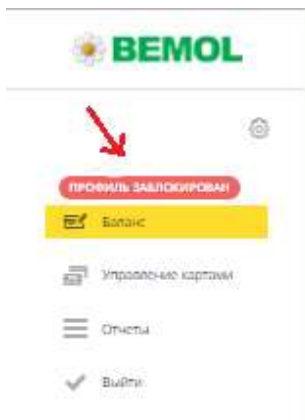 BEMOL
ПРОФИЛЬ ЗАБЛОКИРОВАН
Баланс
Управление картами
Отчеты
Выйти